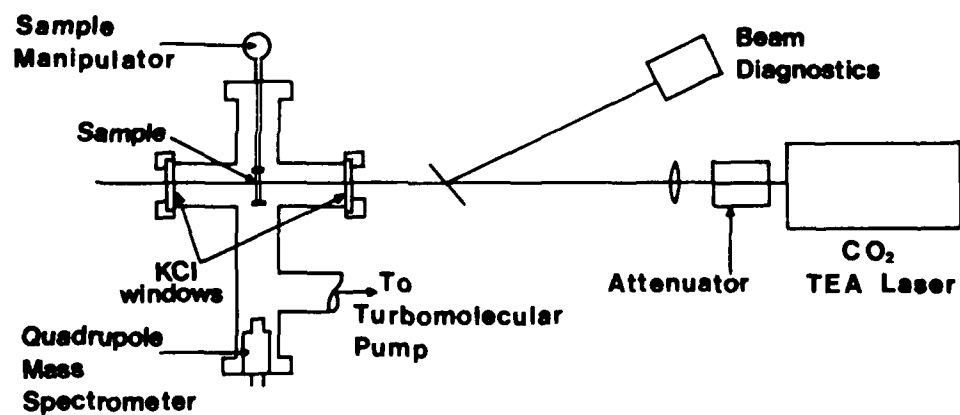 Sample
Manipulator
Sample
KCl
windows
Quadrupole
Mass
Spectrometer
To
Turbomolecular
Pump
Beam
Diagnostics
Attenuator
CO₂
TEA Laser